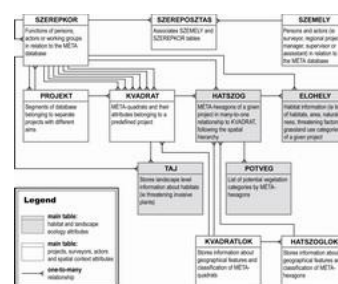 SZEREPKOR
Functions of persons,
actors or working groups
in relation to the META
database
SZEREPOSZTAS
Associates SZEMELY and
SZEREPKOR tables
SZEMELY
Persons and actors (ie
surveyor, regional project
manager, supervisor or
assistant) in relation to
the META database
PROJEKT
Segments of database
belonging to separate
projects with different
aims
KVADRAT
META-quadrats and their
attributes belonging to a
predefined project
HATSZOG
META-hexagons of a given
project in many-to-one
relationship to KVADRAT,
following the spatial
hierarchy
ELOHELY
Habitat information (ie list
of habitats, area, natural-
ness, threatening factors,
grassland use categories)
of a given project
TAJ
Stores landscape level
information about habitats
(ie threatening invasive
plants)
POTVEG
List of potential vegetation
categories by META-
hexagons
Legend
main table:
habitat and landscape
ecology attributes
main table:
projects, surveyors, actors
and spatial context attributes
one-to-many
relationship
KVADRATLOK
Stores information about
geographical features and
classification of META-
quadrats
HATSZOGLOK
Stores information about
geographical features and
classification of META-
hexagons